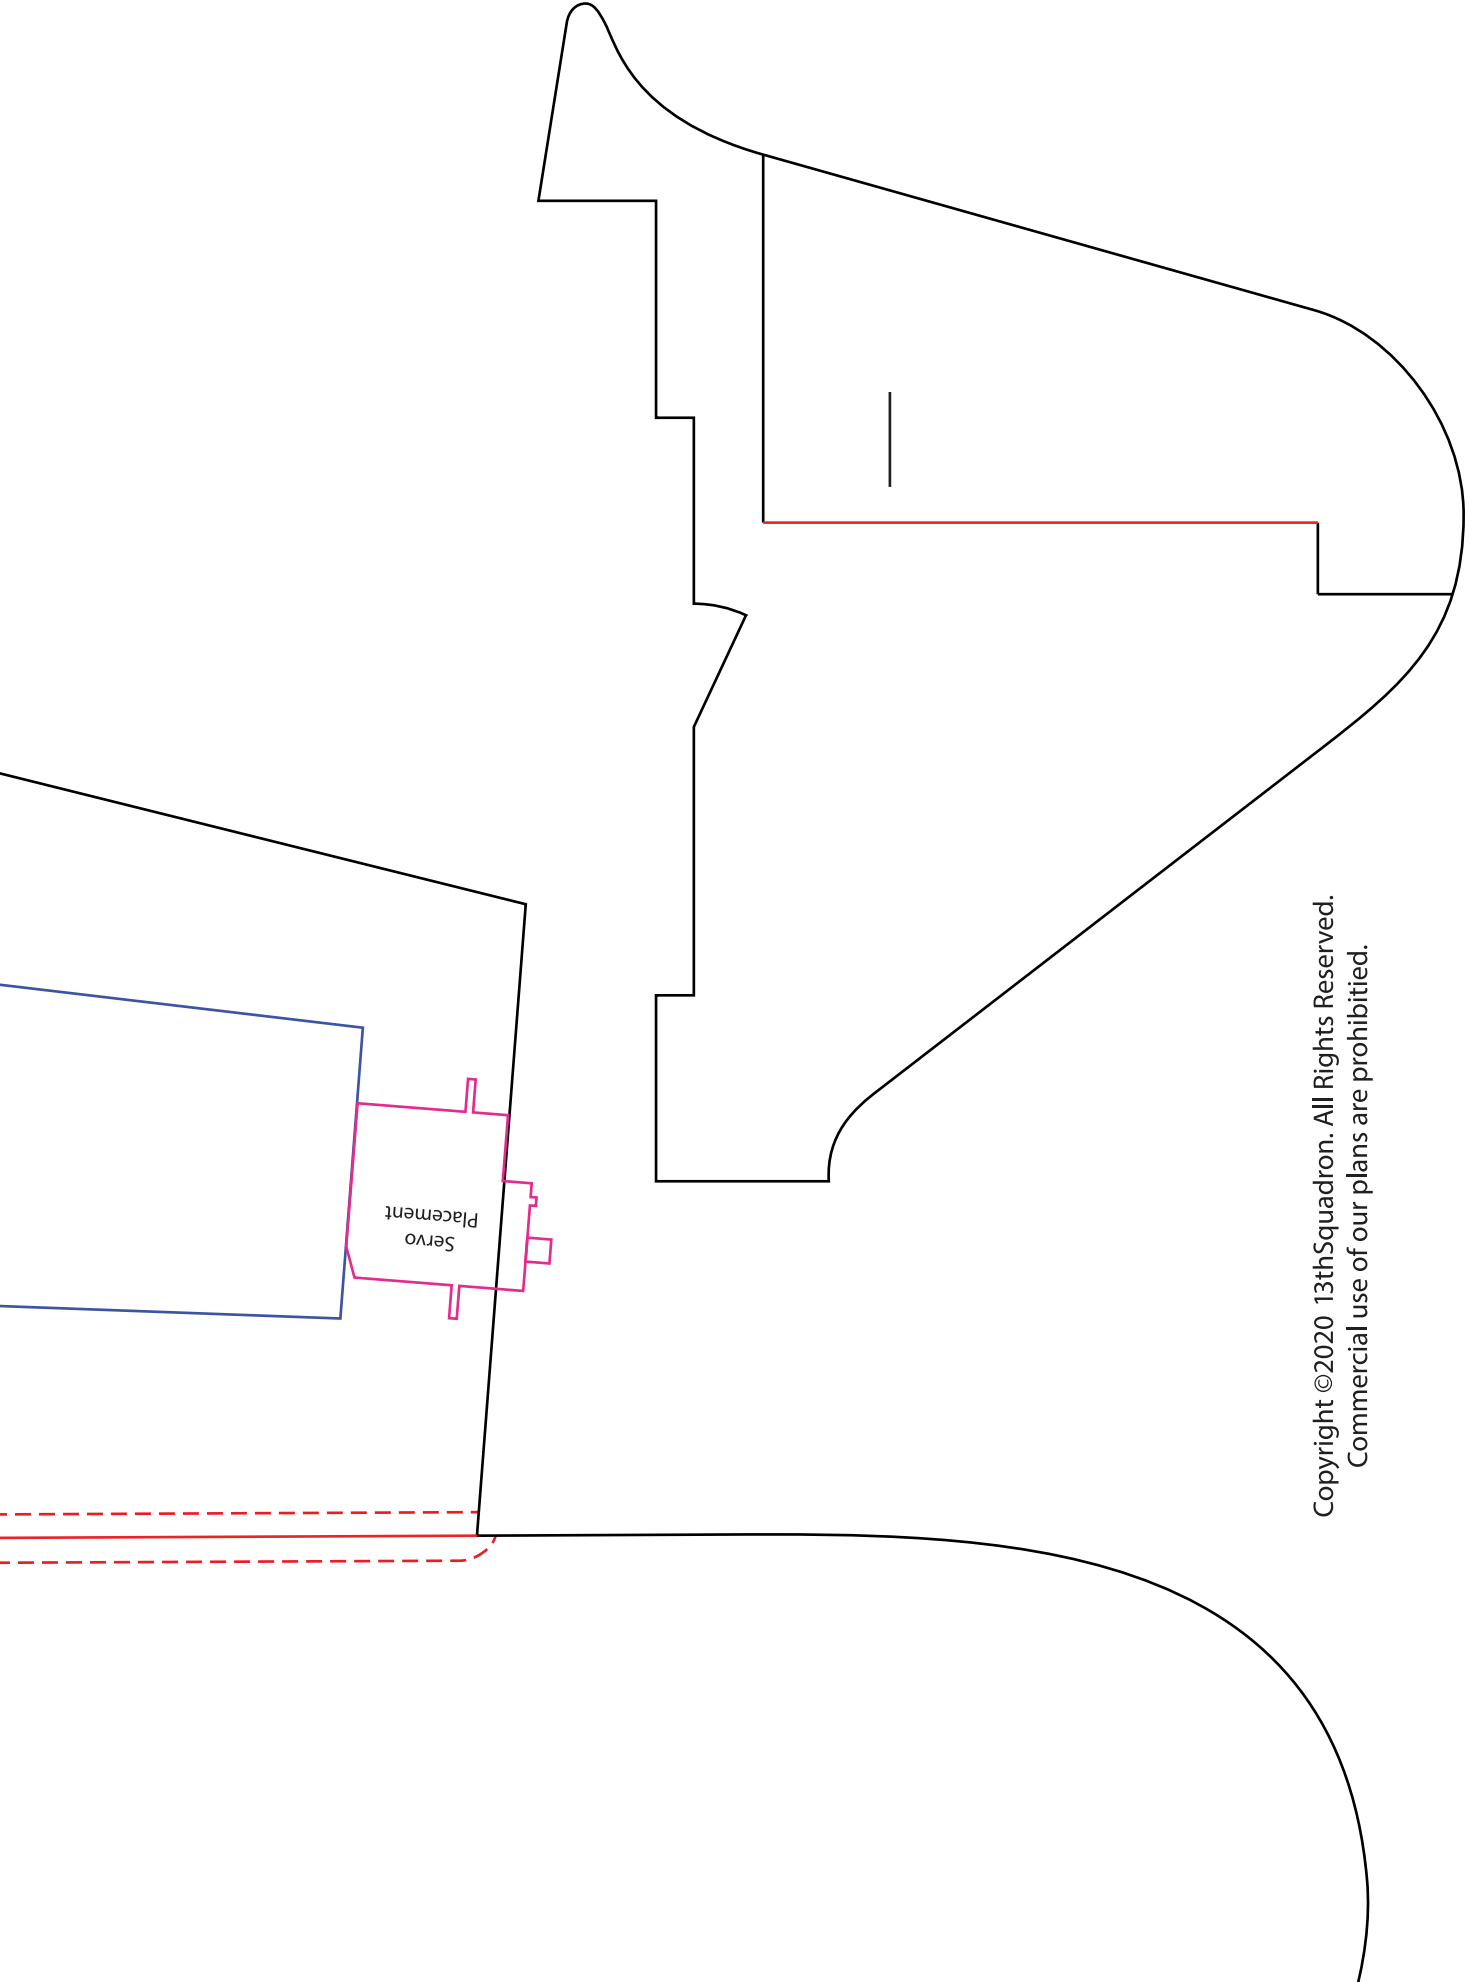 Servo
Placement
Copyright ©2020 13thSquadron. All Rights Reserved.
Commercial use of our plans are prohibitied.